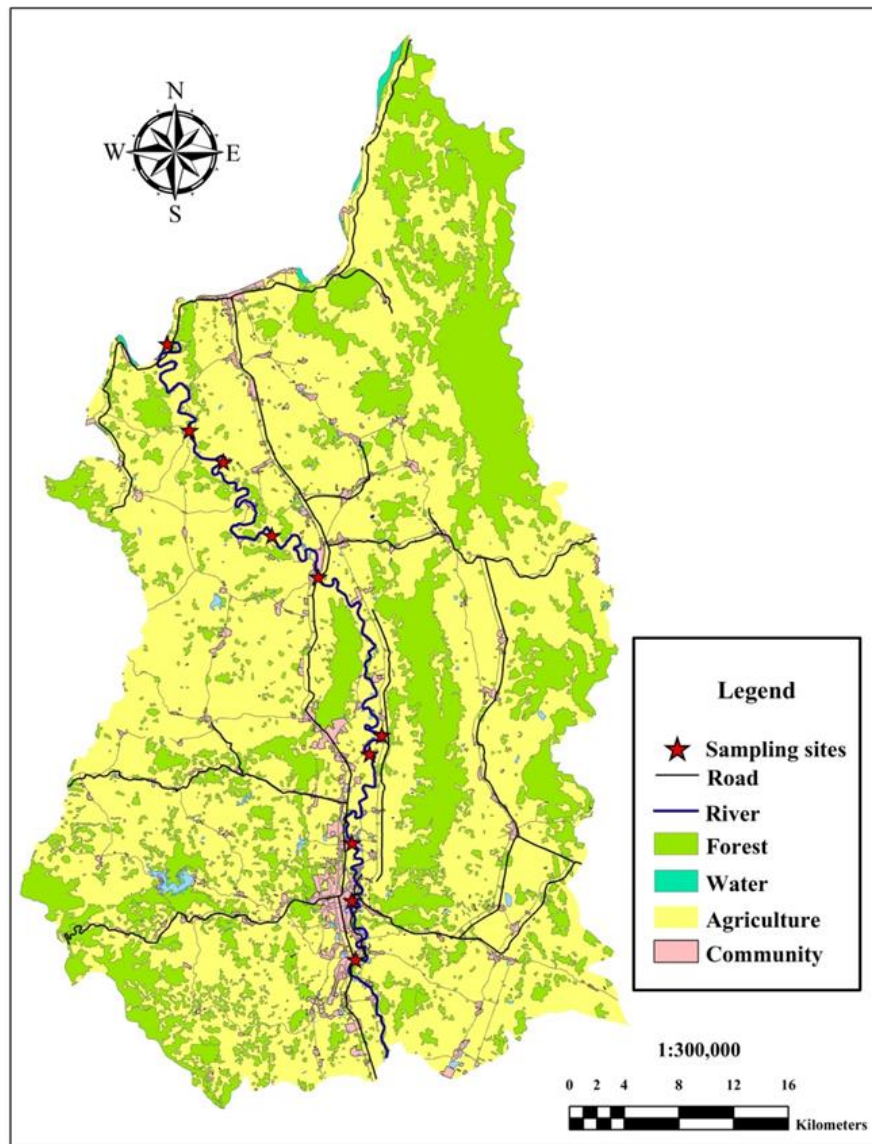 N
W E
S
Legend
Sampling sites
Road
River
Forest
Water
Agriculture
Community
1:300,000
0 2 4 8 12 16
Kilometers